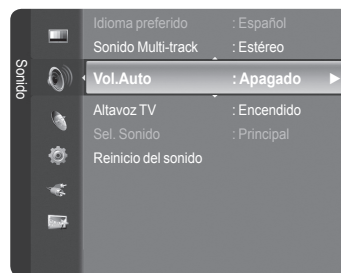 Sonido
Idioma preferido : Español
Sonido Multi-track : Estéreo
Vol.Auto : Apagado ►
Altavoz TV : Encendido
Sel. Sonido : Principal
Reinicio del sonido